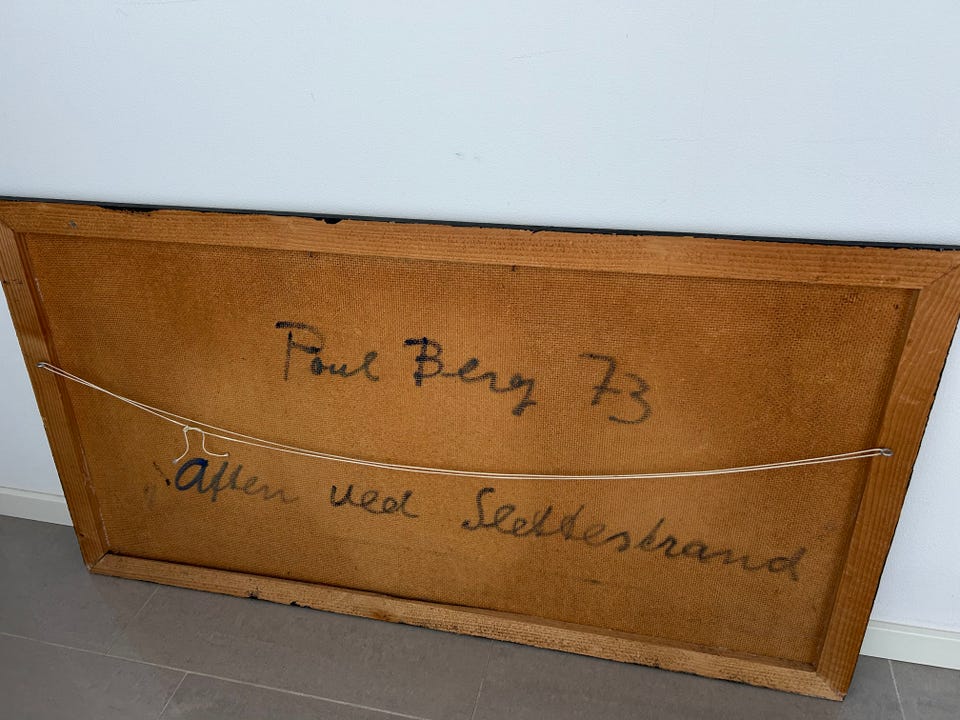 Poul Berg 73
"Aften ved Slettestrand